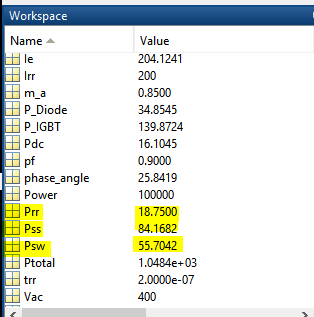 Workspace
Name Value
Ie 204.1241
Irr 200
m_a 0.8500
P_Diode 34.8545
P_IGBT 139.8724
Pdc 16.1045
pf 0.9000
phase_angle 25.8419
Power 100000
Prr 18.7500
Pss 84.1682
Psw 55.7042
Ptotal 1.0484e+03
trr 2.0000e-07
Vac 400